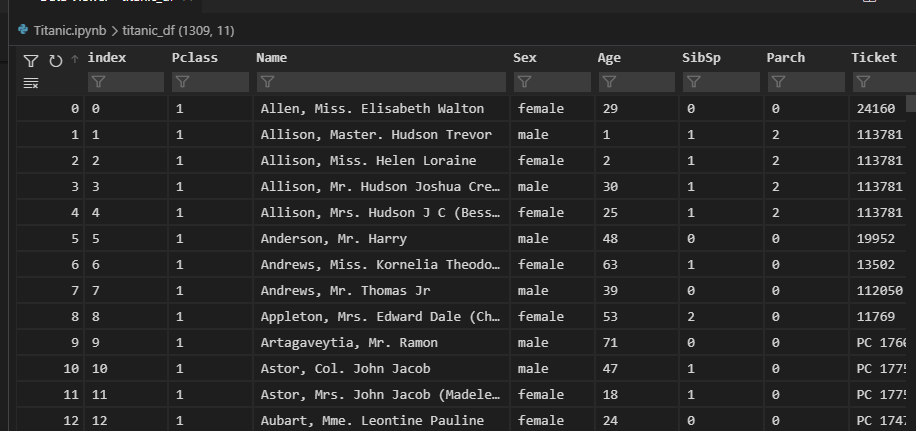 Titanic.ipynb > titanic_df (1309, 11)
index Pclass Name Sex Age SibSp Parch Ticket
0 0 1 Allen, Miss. Elisabeth Walton female 29 0 0 24160
1 1 1 Allison, Master. Hudson Trevor male 1 1 2 113781
2 2 1 Allison, Miss. Helen Loraine female 2 1 2 113781
3 3 1 Allison, Mr. Hudson Joshua Cre… male 30 1 2 113781
4 4 1 Allison, Mrs. Hudson J C (Bess… female 25 1 2 113781
5 5 1 Anderson, Mr. Harry male 48 0 0 19952
6 6 1 Andrews, Miss. Kornelia Theodo… female 63 1 0 13502
7 7 1 Andrews, Mr. Thomas Jr male 39 0 0 112050
8 8 1 Appleton, Mrs. Edward Dale (Ch… female 53 2 0 11769
9 9 1 Artagaveytia, Mr. Ramon male 71 0 0 PC 1760
10 10 1 Astor, Col. John Jacob male 47 1 0 PC 1775
11 11 1 Astor, Mrs. John Jacob (Madele… female 18 1 0 PC 1775
12 12 1 Aubart, Mme. Leontine Pauline female 24 0 0 PC 1747